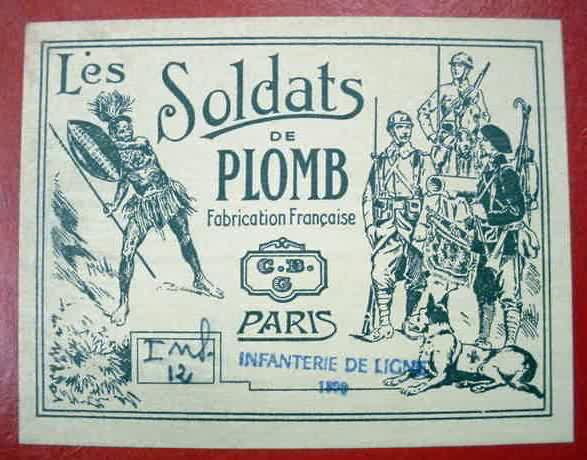 Les
Soldats
DE
PLOMB
Fabrication Française
C.B.
G
PARIS
Inf.
12
INFANTERIE DE LIGNE